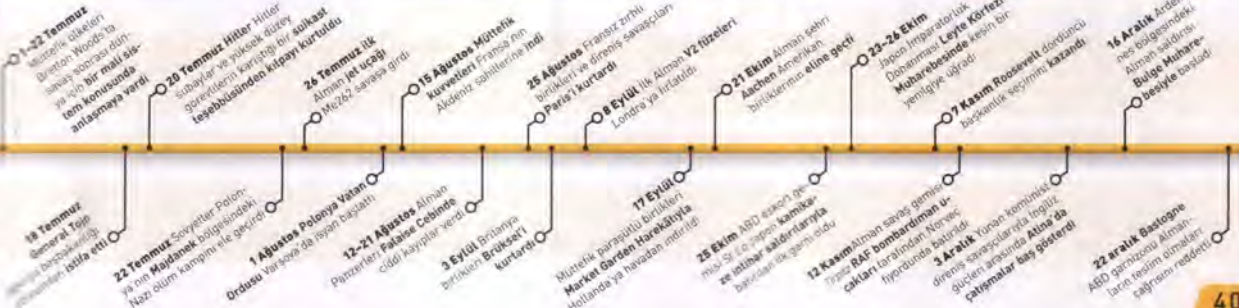 1-22 Temmuz
Müttefik ülkeleri
Bretton Woods'ta
savaş sonrası dün-
ya için bir mali sis-
tem konusunda
anlaşmaya vardı
20 Temmuz Hitler Hitler
subaylar ve yüksek düzey
görevlilerin karıştığı bir suikast
teşebbüsünden kılpayı kurtuldu
26 Temmuz ilk
Alman jet uçağı
Me262 savaşa girdi
15 Ağustos Müttefik
kuvvetleri Fransa'nın
Akdeniz sahillerine indi
25 Ağustos Fransız zırhlı
birlikleri ve direniş savaşçıları
Paris'i kurtardı
8 Eylül İlk Alman V2 füzeleri
Londra'ya fırlatıldı
21 Ekim Alman şehri
Aachen Amerikan
birliklerinin eline geçti
23-26 Ekim
Japon İmparatorluk
Donanması Leyte Körfezi
Muharebesinde kesin bir
yenilgiye uğradı
7 Kasım Roosevelt dördüncü
başkanlık seçimini kazandı
16 Aralık Arden-
nes bölgesindeki
Alman saldırısı
Bulge Muhare-
besiyle başladı
18 Temmuz
General Tojo
başbakanlığı
istifa etti
22 Temmuz Sovyetler Polon-
ya'nın Majdanek bölgesindeki
Nazi ölüm kampını ele geçirdi
1 Ağustos Polonya Vatan
Ordusu Varşova'da isyan başlattı
12-21 Ağustos Alman
Panzerleri Falaise Cebinde
ciddi kayıplar verdi
3 Eylül Britanya
birlikleri Brüksel'i
kurtardı
17 Eylül
Müttefik paraşütlü birlikleri
Market Garden Harekâtıyla
Hollanda'ya havadan indirildi
25 Ekim ABD eskort ge-
misi St Lo japon kamika-
ze intihar saldırılarıyla
batırılan ilk gemi oldu
12 Kasım Alman savaş gemisi
Tirpitz RAF bombardıman u-
çakları tarafından Norveç
fiyordunda batırıldı
3 Aralık Yunan komünist
direniş savaşçılarıyla İngiliz
güçleri arasında Atina'da
çatışmalar baş gösterdi
22 aralık Bastogne
ABD garnizonu alman-
ların teslim olmaları
çağrısını reddetti
40